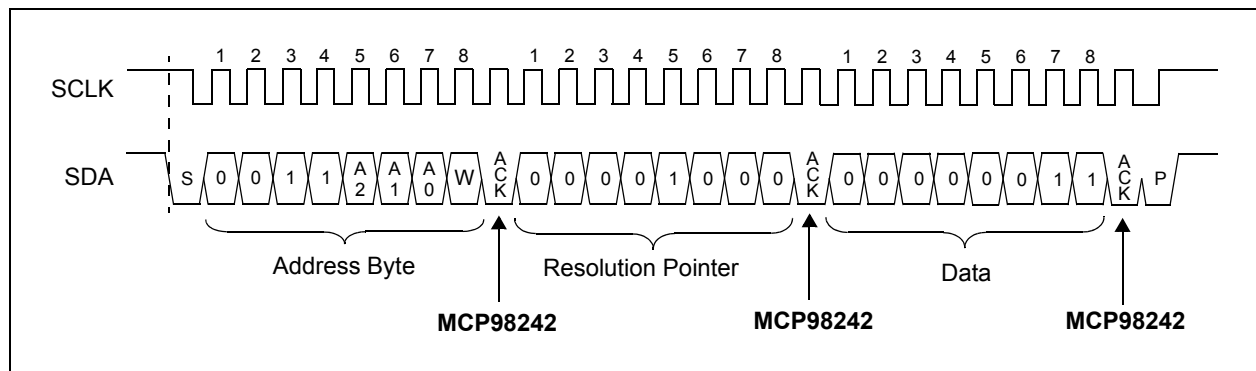 1 2 3 4 5 6 7 8 1 2 3 4 5 6 7 8 1 2 3 4 5 6 7 8
SCLK
SDA
S 0 0 1 1 A2 A1 A0 W ACK 0 0 0 0 1 0 0 0 ACK 0 0 0 0 0 0 1 1 ACK P
Address Byte Resolution Pointer Data
MCP98242 MCP98242 MCP98242